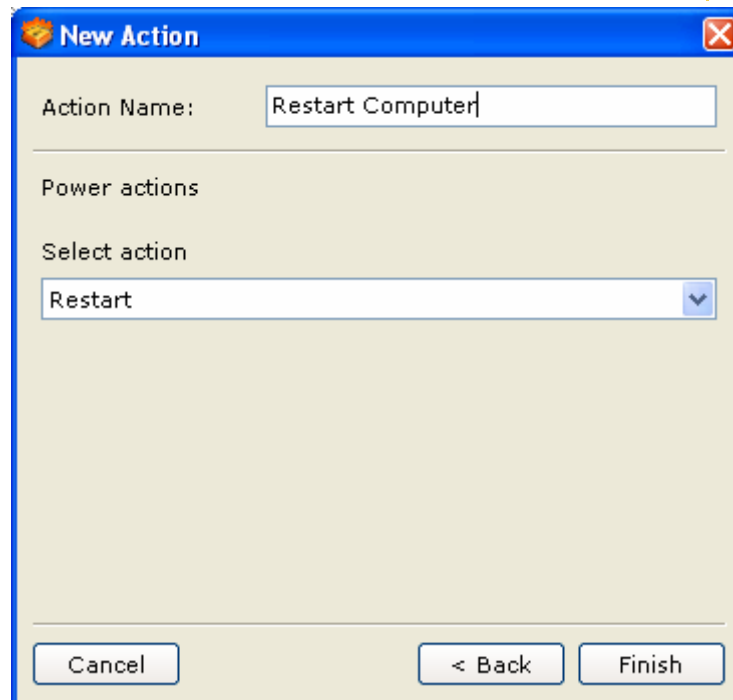 New Action
Action Name: Restart Computer
Power actions
Select action
Restart
Cancel < Back Finish